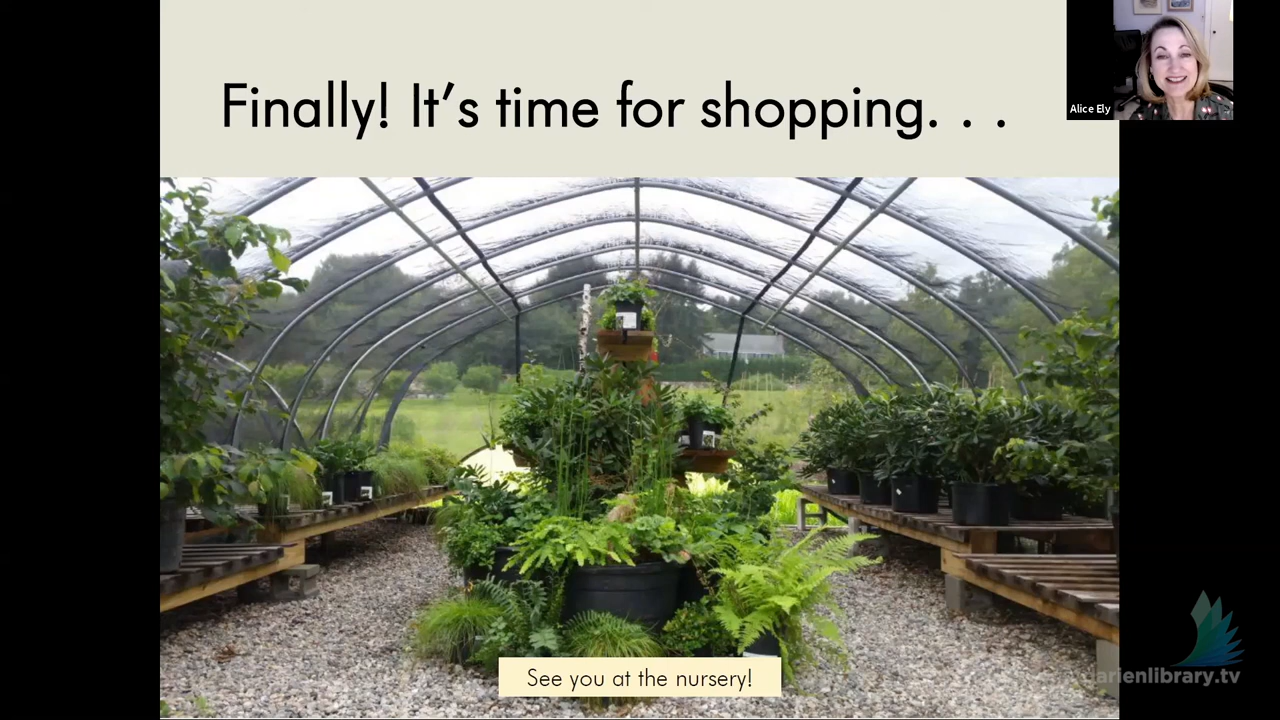 Finally! It's time for shopping. . .
Alice Ely
See you at the nursery!
darienlibrary.tv